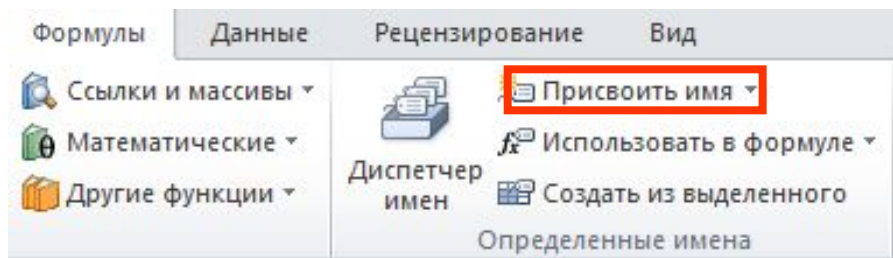 Формулы Данные Рецензирование Вид
Ссылки и массивы
Математические
Другие функции
Диспетчер
имен
Присвоить имя
Использовать в формуле
Создать из выделенного
Определенные имена